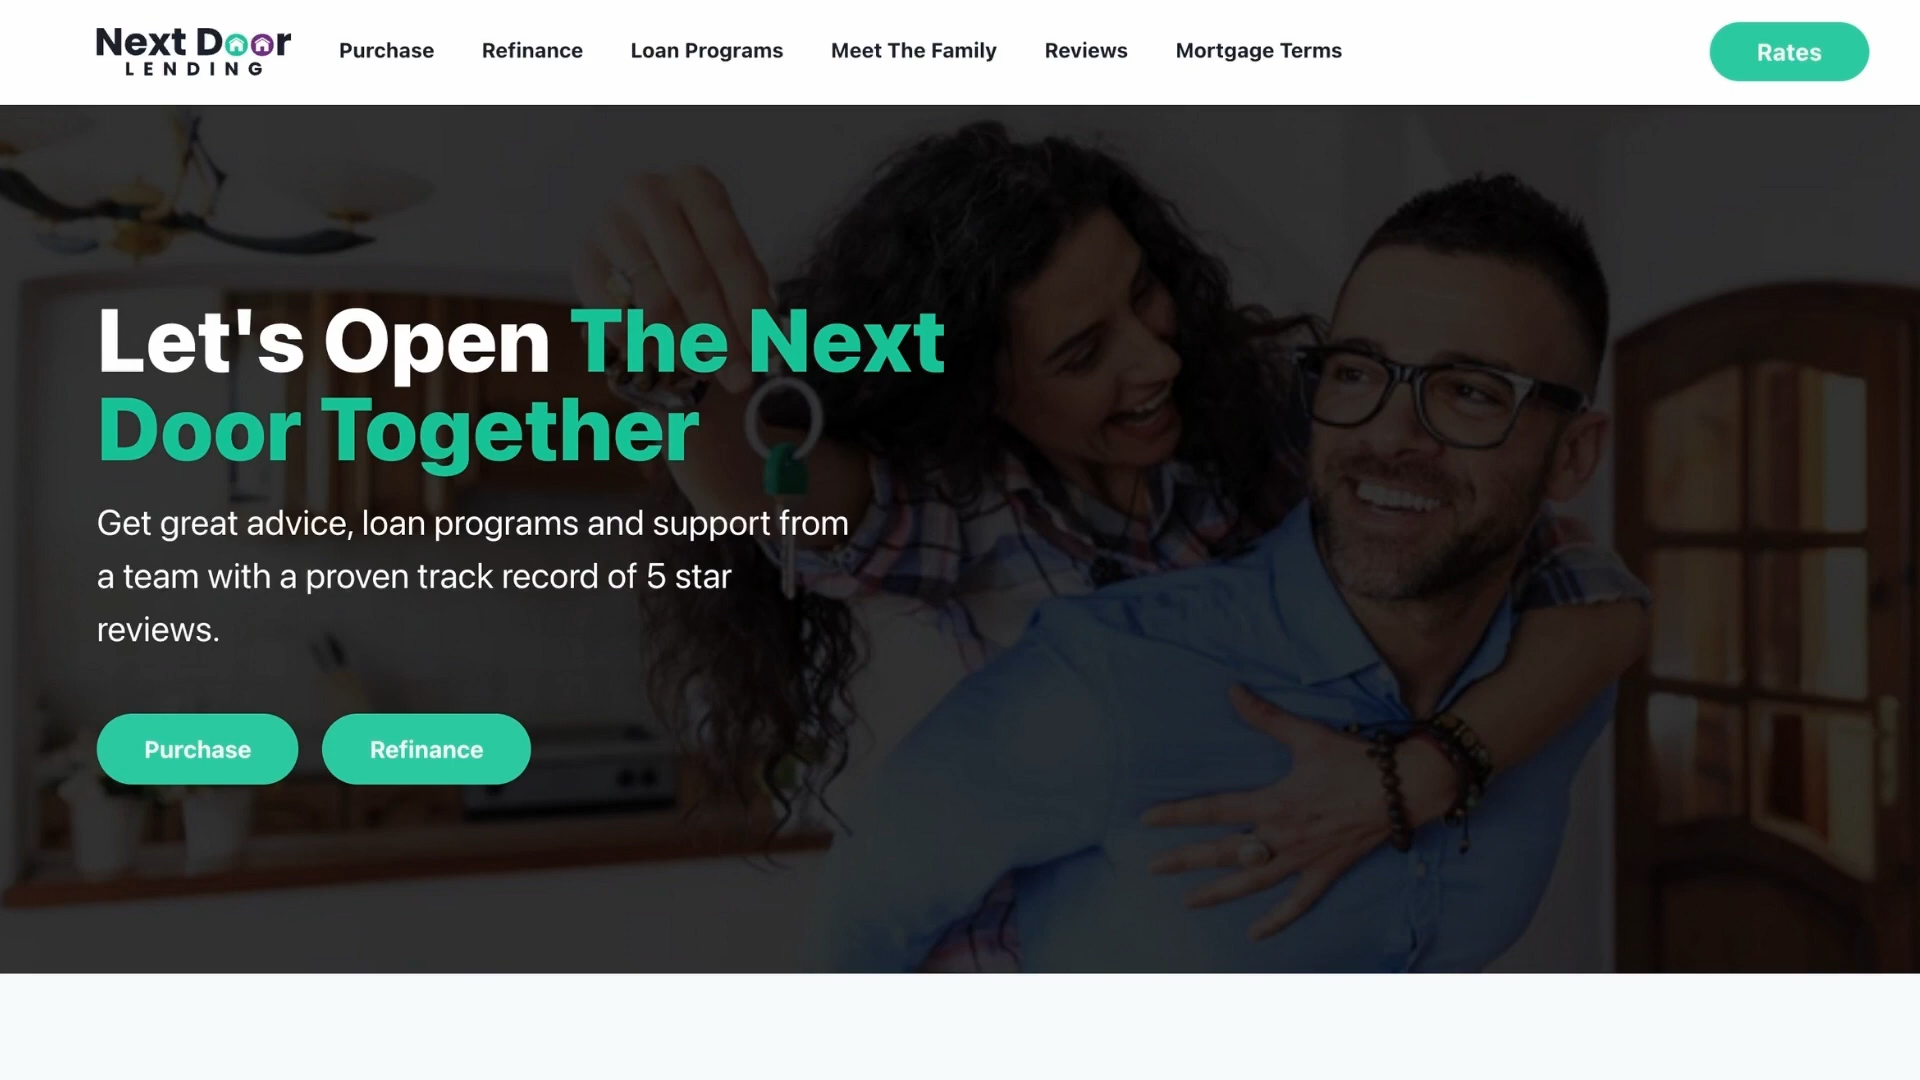 Next Door
LENDING
Purchase
Refinance
Loan Programs
Meet The Family
Reviews
Mortgage Terms
Rates
Let's Open The Next
Door Together
Get great advice, loan programs and support from
a team with a proven track record of 5 star
reviews.
Purchase
Refinance